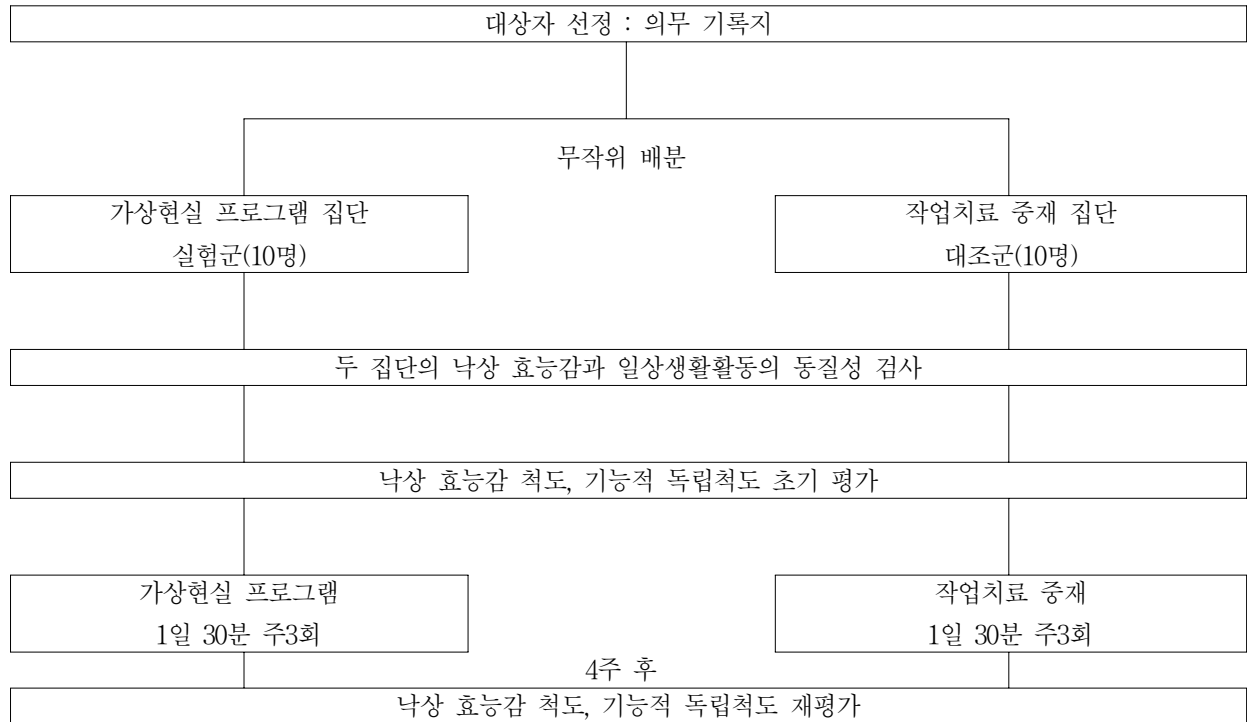 대상자 선정 : 의무 기록지
무작위 배분
가상현실 프로그램 집단
실험군(10명)
작업치료 중재 집단
대조군(10명)
두 집단의 낙상 효능감과 일상생활활동의 동질성 검사
낙상 효능감 척도, 기능적 독립척도 초기 평가
가상현실 프로그램
1일 30분 주3회
작업치료 중재
1일 30분 주3회
4주 후
낙상 효능감 척도, 기능적 독립척도 재평가